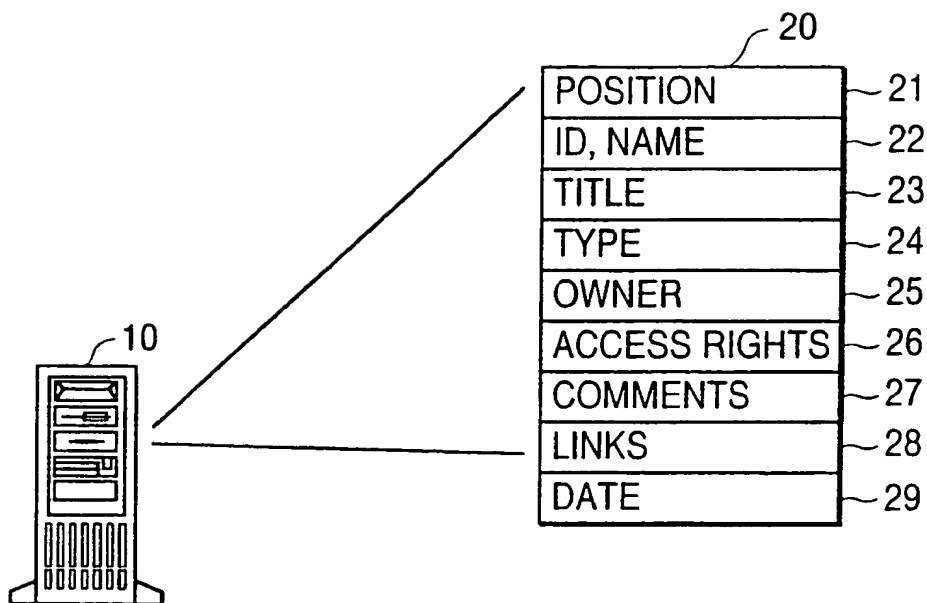 20
POSITION 21
ID, NAME 22
TITLE 23
TYPE 24
OWNER 25
ACCESS RIGHTS 26
COMMENTS 27
LINKS 28
DATE 29
10